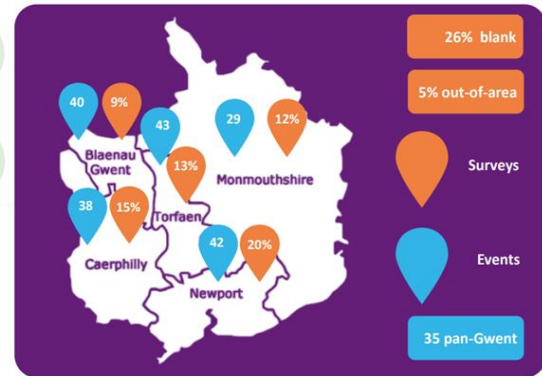 26% blank
5% out-of-area
Surveys
Events
35 pan-Gwent
40
9%
43
29
12%
Blaenau
Gwent
13%
Monmouthshire
38
15%
Torfaen
Caerphilly
42
20%
Newport